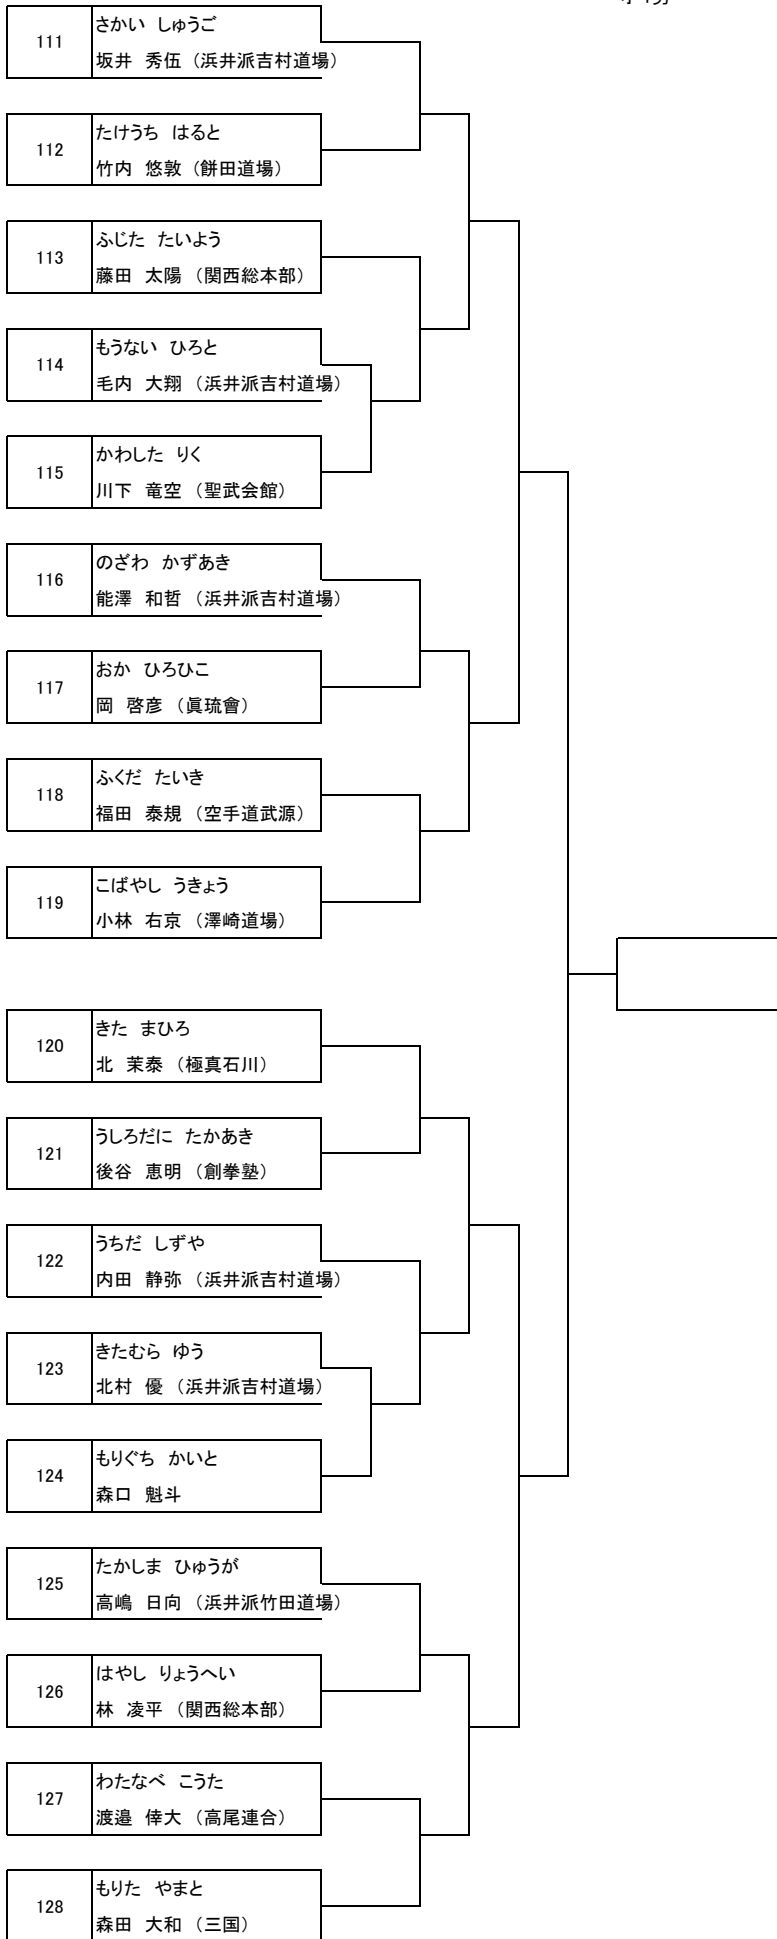 111
さかい しゅうご
坂井 秀伍 （浜井派吉村道場）
112
たけうち はると
竹内 悠敦 （餅田道場）
113
ふじた たいよう
藤田 太陽 （関西総本部）
114
もうない ひろと
毛内 大翔 （浜井派吉村道場）
115
かわした りく
川下 竜空 （聖武会館）
116
のざわ かずあき
能澤 和哲 （浜井派吉村道場）
117
おか ひろひこ
岡 啓彦 （眞琉會）
118
ふくだ たいき
福田 泰規 （空手道武源）
119
こばやし うきょう
小林 右京 （澤崎道場）
120
きた まひろ
北 茉泰 （極真石川）
121
うしろだに たかあき
後谷 恵明 （創拳塾）
122
うちだ しずや
内田 静弥 （浜井派吉村道場）
123
きたむら ゆう
北村 優 （浜井派吉村道場）
124
もりぐち かいと
森口 魁斗
125
たかしま ひゅうが
高嶋 日向 （浜井派竹田道場）
126
はやし りょうへい
林 凌平 （関西総本部）
127
わたなべ こうた
渡邉 倖大 （高尾連合）
128
もりた やまと
森田 大和 （三国）